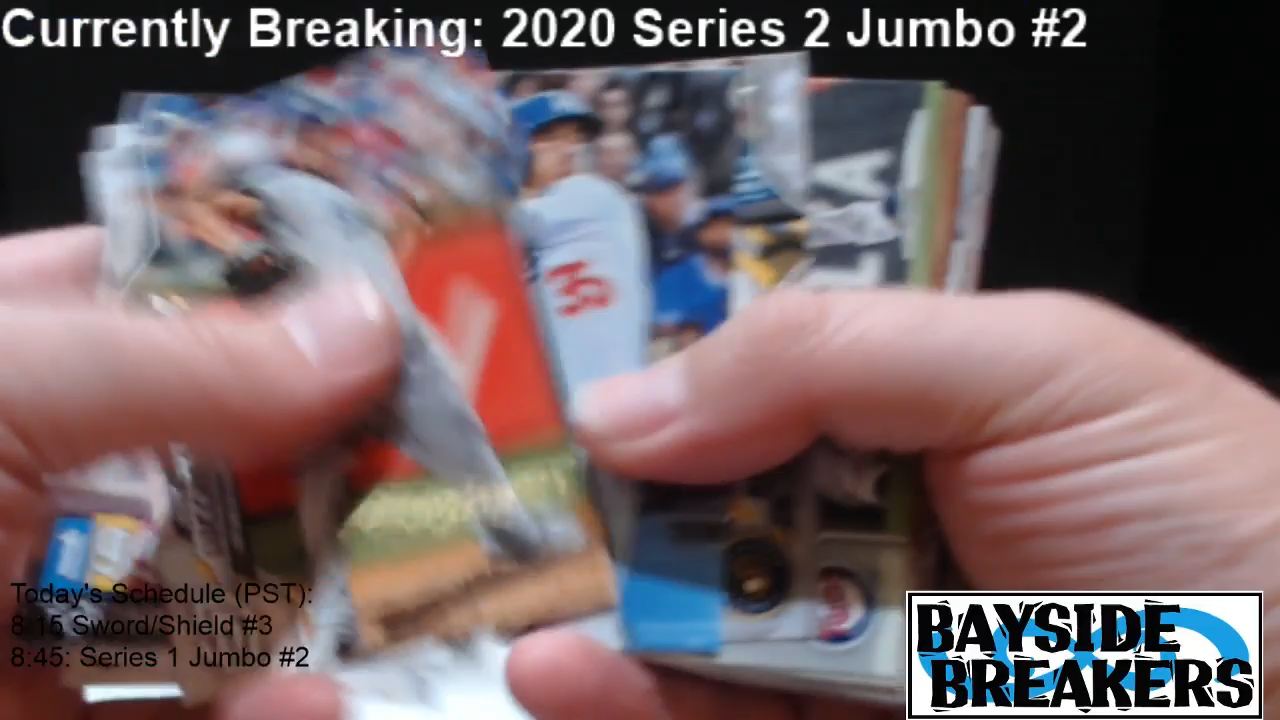 Currently Breaking: 2020 Series 2 Jumbo #2
35
Today's Schedule (PST):
8:15 Sword/Shield #3
8:45: Series 1 Jumbo #2
BAYSIDE
BREAKERS